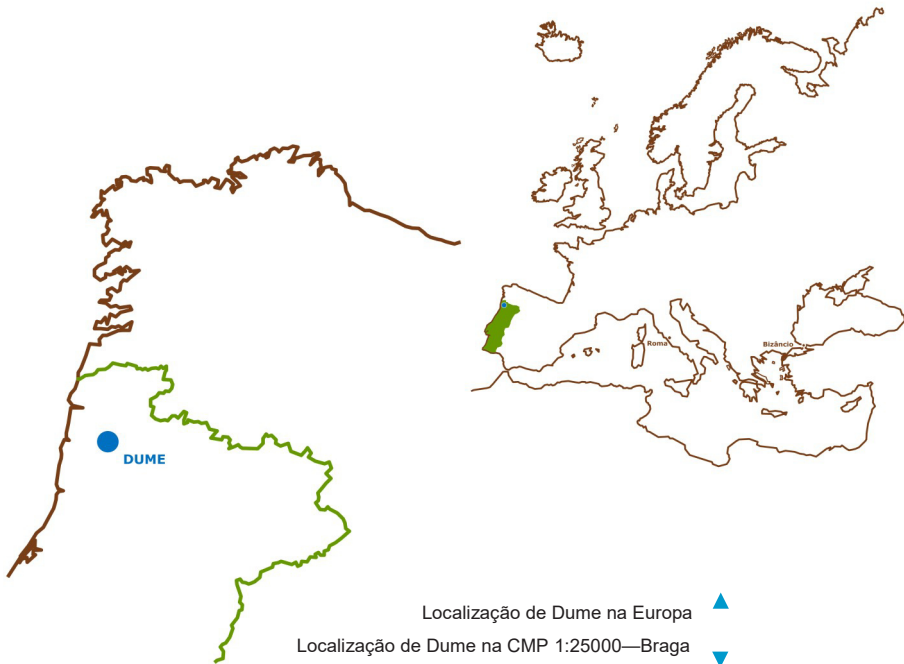 Roma
Bizâncio
DUME
Localização de Dume na Europa
Localização de Dume na CMP 1:25000—Braga